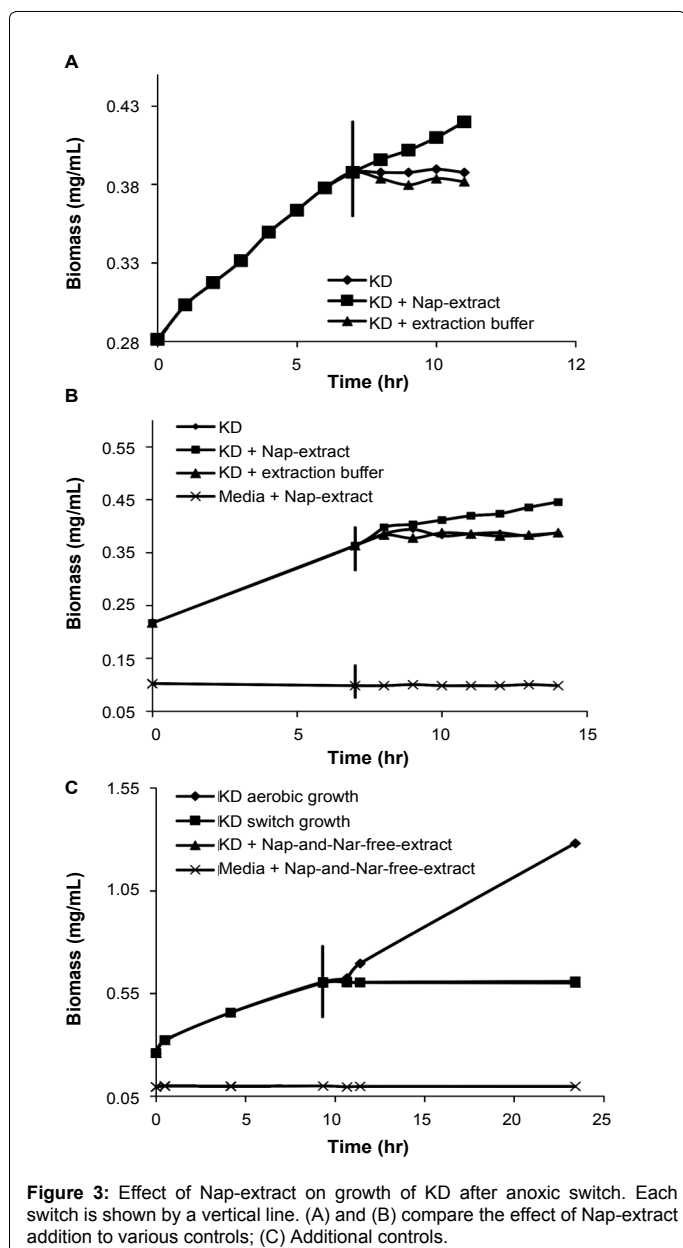 A
Biomass (mg/mL)
0.43
0.38
0.33
0.28
KD
KD + Nap-extract
KD + extraction buffer
0
5
10
12
Time (hr)
B
Biomass (mg/mL)
0.55
0.45
0.35
0.25
0.15
0.05
KD
KD + Nap-extract
KD + extraction buffer
Media + Nap-extract
0
5
10
15
Time (hr)
C
Biomass (mg/mL)
1.55
1.05
0.55
0.05
KD aerobic growth
KD switch growth
KD + Nap-and-Nar-free-extract
Media + Nap-and-Nar-free-extract
0
5
10
15
20
25
Time (hr)
Figure 3: Effect of Nap-extract on growth of KD after anoxic switch. Each
switch is shown by a vertical line. (A) and (B) compare the effect of Nap-extract
addition to various controls; (C) Additional controls.